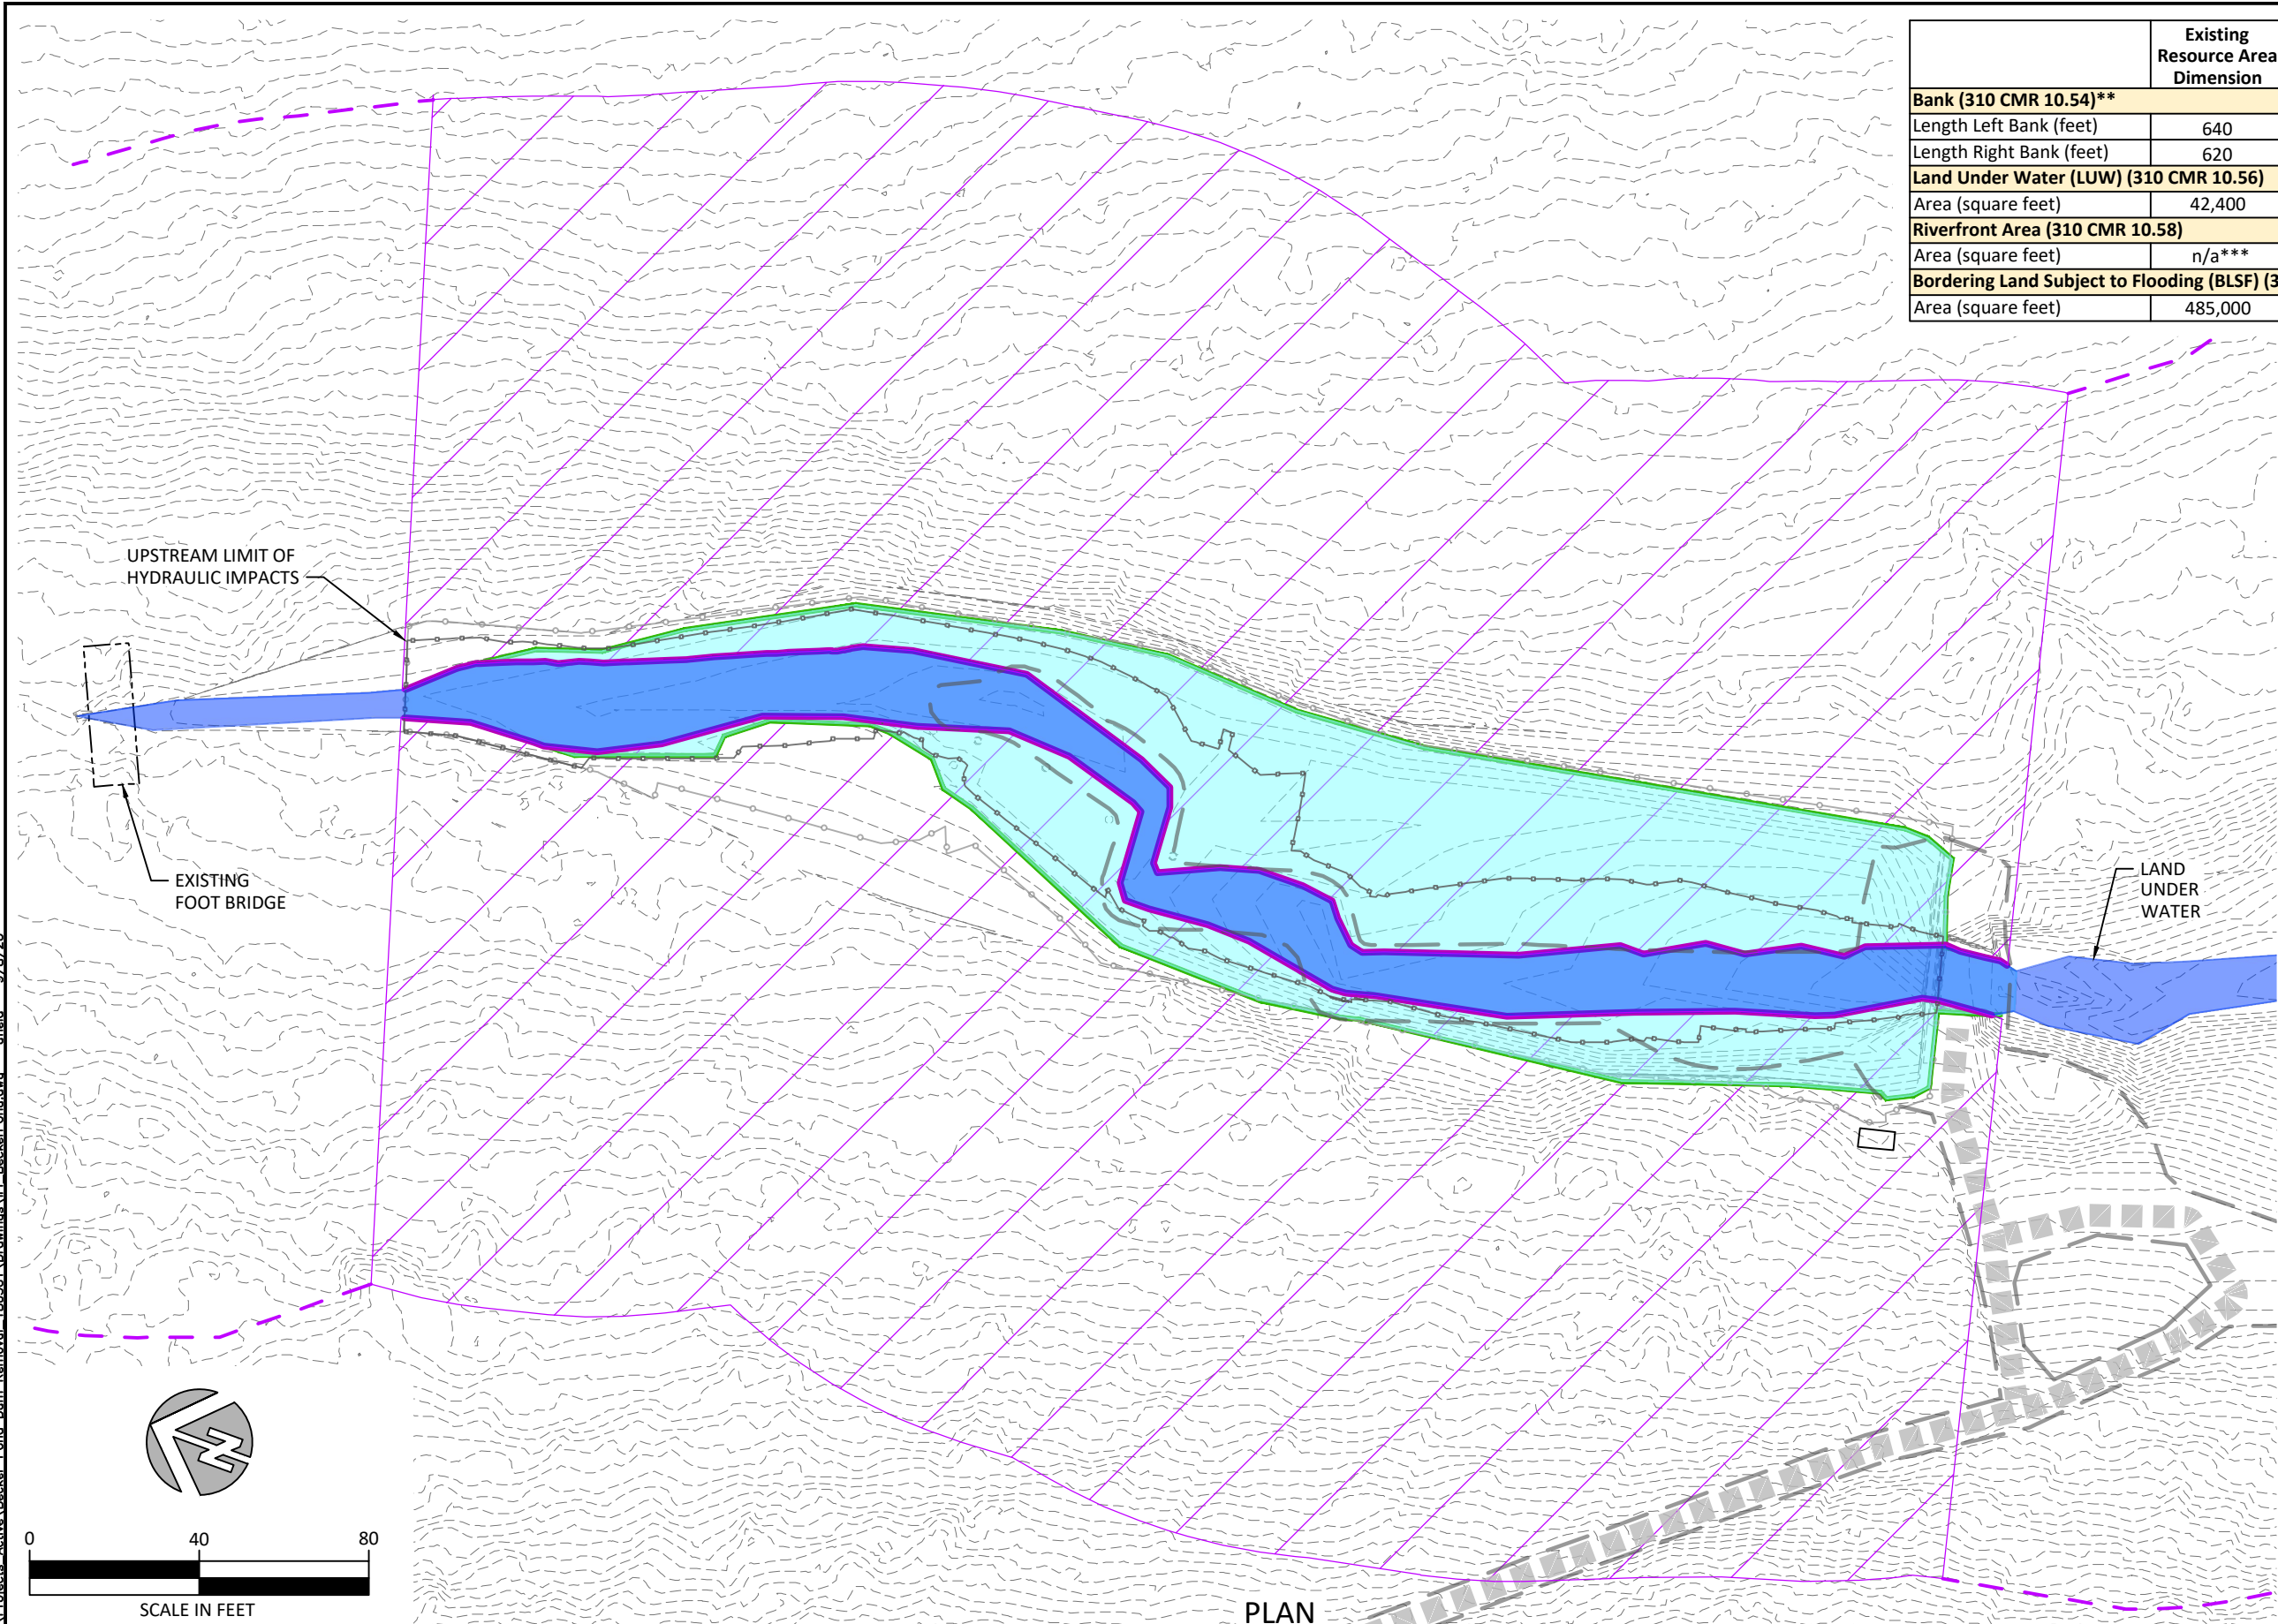 Existing
Resource Area
Dimension
Bank (310 CMR 10.54)**
Length Left Bank (feet) 640
Length Right Bank (feet) 620
Land Under Water (LUW) (310 CMR 10.56)
Area (square feet) 42,400
Riverfront Area (310 CMR 10.58)
Area (square feet) n/a***
Bordering Land Subject to Flooding (BLSF) (3
Area (square feet) 485,000
UPSTREAM LIMIT OF
HYDRAULIC IMPACTS
EXISTING
FOOT BRIDGE
LAND
UNDER
WATER
N
0 40 80
SCALE IN FEET
PLAN